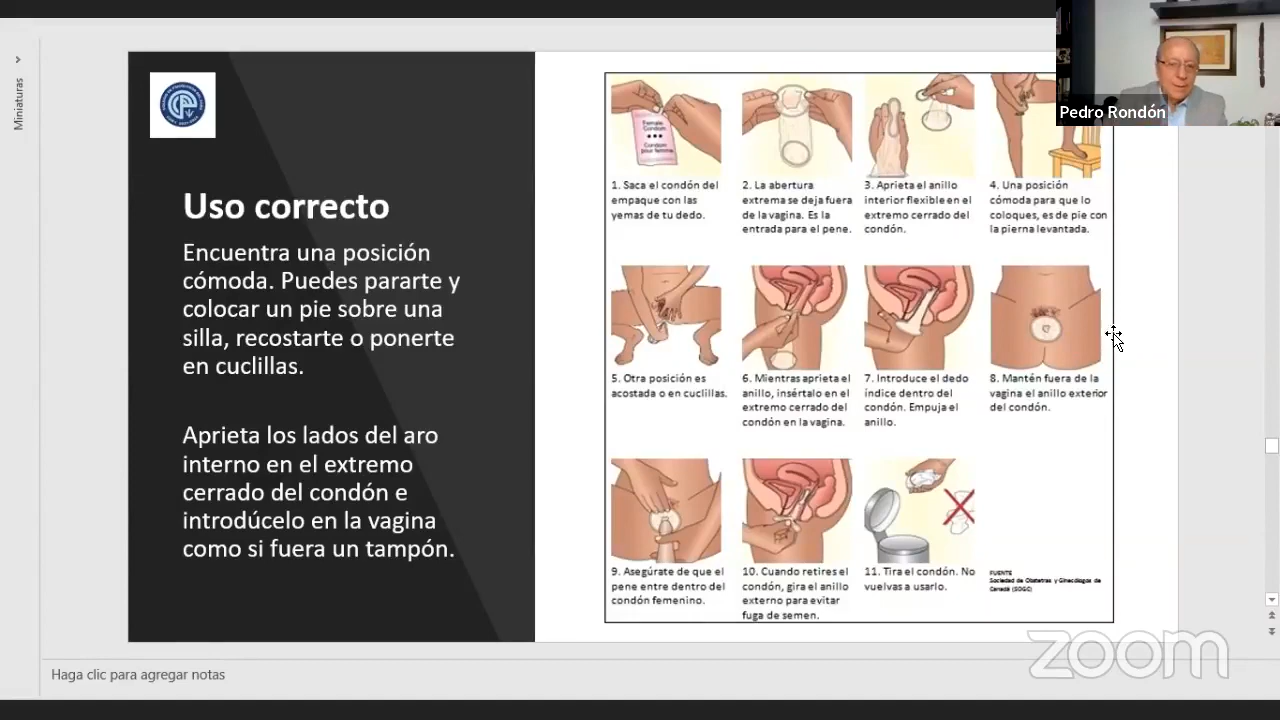 Pedro Rondón
Miniaturas
Uso correcto
Encuentra una posición
cómoda. Puedes pararte y
colocar un pie sobre una
silla, recostarte o ponerte
en cuclillas.
Aprieta los lados del aro
interno en el extremo
cerrado del condón e
introdúcelo en la vagina
como si fuera un tampón.
Female
Condom
Condom
pour femme
1. Saca el condón del
empaque con las
yemas de tu dedo.
2. La abertura
extrema se deja fuera
de la vagina. Es la
entrada para el pene.
3. Aprieta el anillo
interior flexible en el
extremo cerrado del
condón.
4. Una posición
cómoda para que lo
coloques, es de pie con
la pierna levantada.
5. Otra posición es
acostada o en cuclillas.
6. Mientras aprieta el
anillo, insértalo en el
extremo cerrado del
condón en la vagina.
7. Introduce el dedo
índice dentro del
condón. Empuja el
anillo.
8. Mantén fuera de la
vagina el anillo exterior
del condón.
9. Asegúrate de que el
pene entre dentro del
condón femenino.
10. Cuando retires el
condón, gira el anillo
externo para evitar
fuga de semen.
11. Tira el condón. No
vuelvas a usarlo.
FUENTE
Sociedad de Obstetras y Ginecólogos de
Canadá (SOGC)
zoom
Haga clic para agregar notas